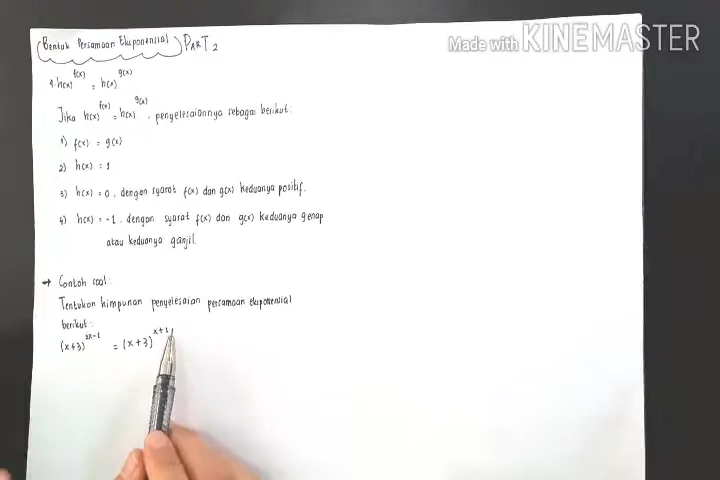 Bentuk Persamaan Eksponensial PART 2
Made with KINEMASTER
4. h(x)^f(x) = h(x)^g(x)
Jika h(x)^f(x) = h(x)^g(x), penyelesaiannya sebagai berikut:
1) f(x) = g(x)
2) h(x) = 1
3) h(x) = 0, dengan syarat f(x) dan g(x) keduanya positif.
4) h(x) = -1, dengan syarat f(x) dan g(x) keduanya genap
atau keduanya ganjil.
→ Contoh soal:
Tentukan himpunan penyelesaian persamaan eksponensial
berikut:
(x+3)^2x-1 = (x+3)^x+1